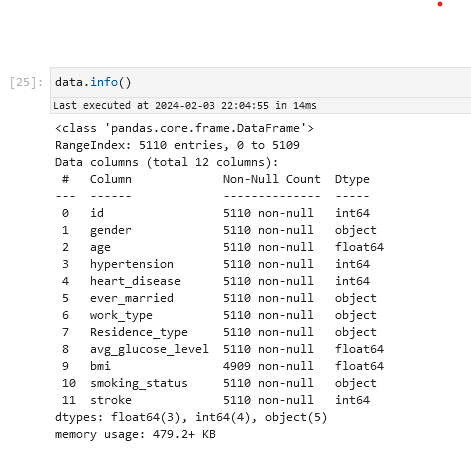 [25]: data.info()
Last executed at 2024-02-03 22:04:55 in 14ms
<class 'pandas.core.frame.DataFrame'>
RangeIndex: 5110 entries, 0 to 5109
Data columns (total 12 columns):
 #   Column             Non-Null Count  Dtype
---  ------             --------------  -----
 0   id                 5110 non-null   int64
 1   gender             5110 non-null   object
 2   age                5110 non-null   float64
 3   hypertension       5110 non-null   int64
 4   heart_disease      5110 non-null   int64
 5   ever_married       5110 non-null   object
 6   work_type          5110 non-null   object
 7   Residence_type     5110 non-null   object
 8   avg_glucose_level  5110 non-null   float64
 9   bmi                4909 non-null   float64
 10  smoking_status     5110 non-null   object
 11  stroke             5110 non-null   int64
dtypes: float64(3), int64(4), object(5)
memory usage: 479.2+ KB